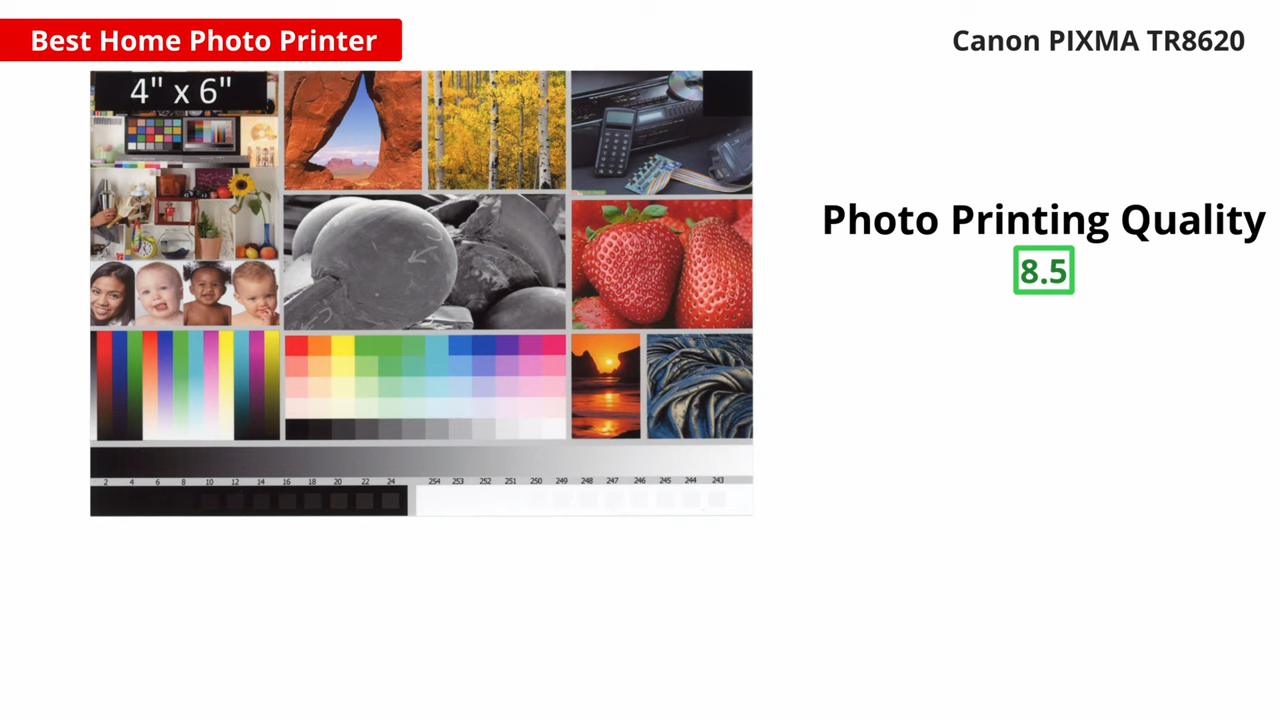 Best Home Photo Printer
Canon PIXMA TR8620
4" x 6"
Photo Printing Quality
8.5
2 4 6 8 10 12 14 16 18 20 22 24 254 253 252 251 250 249 248 247 246 245 244 243